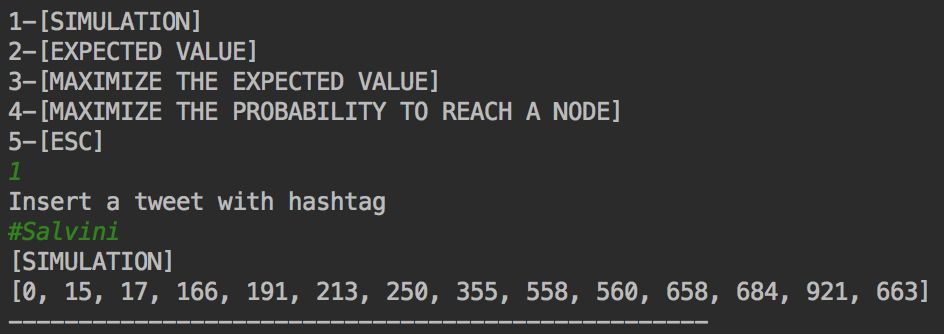 1-[SIMULATION]
2-[EXPECTED VALUE]
3-[MAXIMIZE THE EXPECTED VALUE]
4-[MAXIMIZE THE PROBABILITY TO REACH A NODE]
5-[ESC]
1
Insert a tweet with hashtag
#Salvini
[SIMULATION]
[0, 15, 17, 166, 191, 213, 250, 355, 558, 560, 658, 684, 921, 663]
--------------------------------------------------